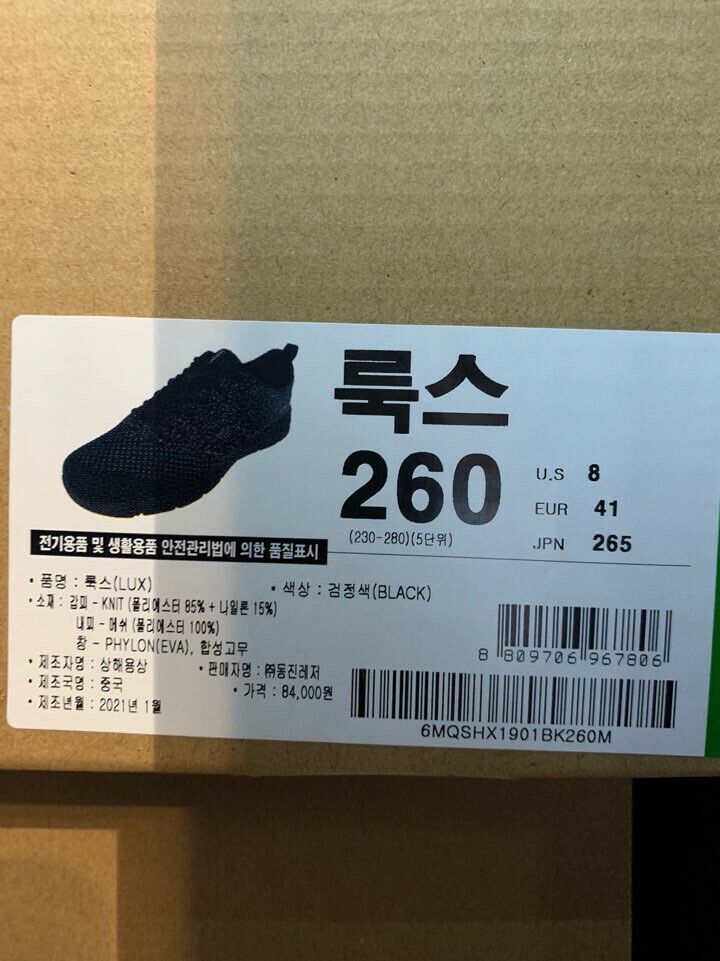 룩스
260
(230-280)(5단위)
U.S 8
EUR 41
JPN 265
전기용품 및 생활용품 안전관리법에 의한 품질표시
• 품명 : 룩스(LUX)
• 색상 : 검정색(BLACK)
• 소재 : 갑피 - KNIT (폴리에스터 85% + 나일론 15%)
내피 - 메쉬 (폴리에스터 100%)
창 - PHYLON(EVA), 합성고무
• 제조자명 : 상해용상
• 판매자명 : ㈜동진레저
• 제조국명 : 중국
• 가격 : 84,000원
• 제조년월 : 2021년 1월
8 809706 967806
6MQSHX1901BK260M